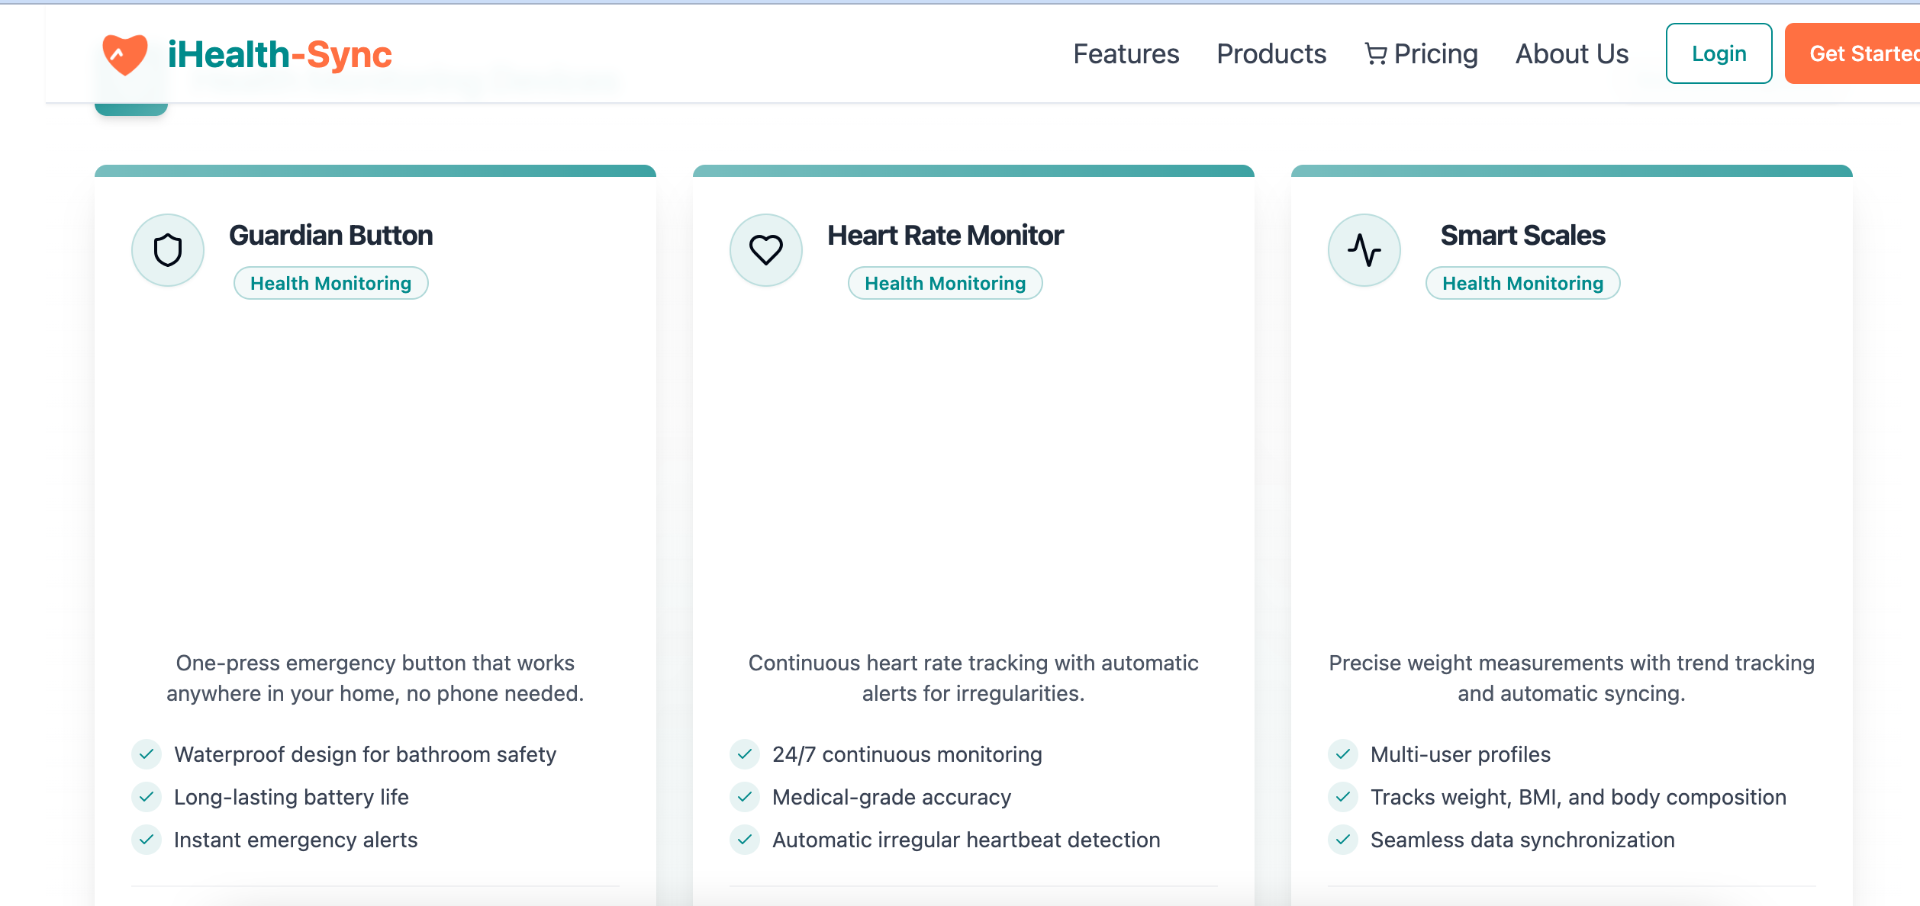 iHealth-Sync
Features Products Pricing About Us Login Get Started
Guardian Button
Health Monitoring
One-press emergency button that works
anywhere in your home, no phone needed.
Waterproof design for bathroom safety
Long-lasting battery life
Instant emergency alerts
Heart Rate Monitor
Health Monitoring
Continuous heart rate tracking with automatic
alerts for irregularities.
24/7 continuous monitoring
Medical-grade accuracy
Automatic irregular heartbeat detection
Smart Scales
Health Monitoring
Precise weight measurements with trend tracking
and automatic syncing.
Multi-user profiles
Tracks weight, BMI, and body composition
Seamless data synchronization